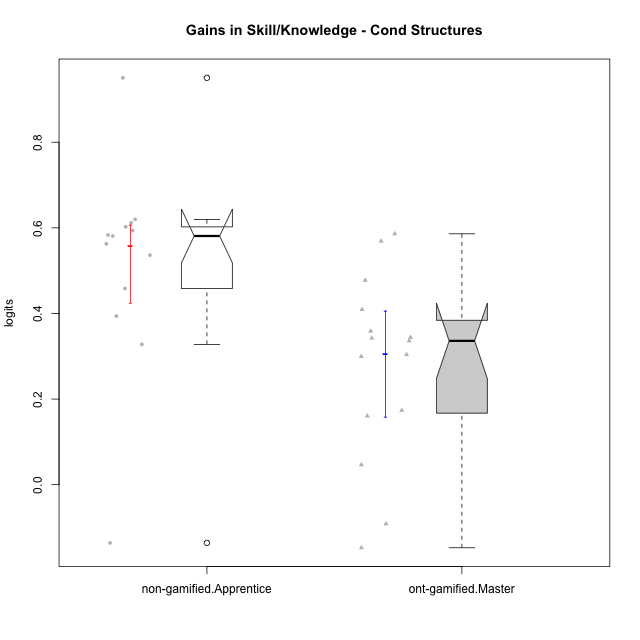 Gains in Skill/Knowledge - Cond Structures
logits
0.8
0.6
0.4
0.2
0.0
non-gamified.Apprentice
ont-gamified.Master